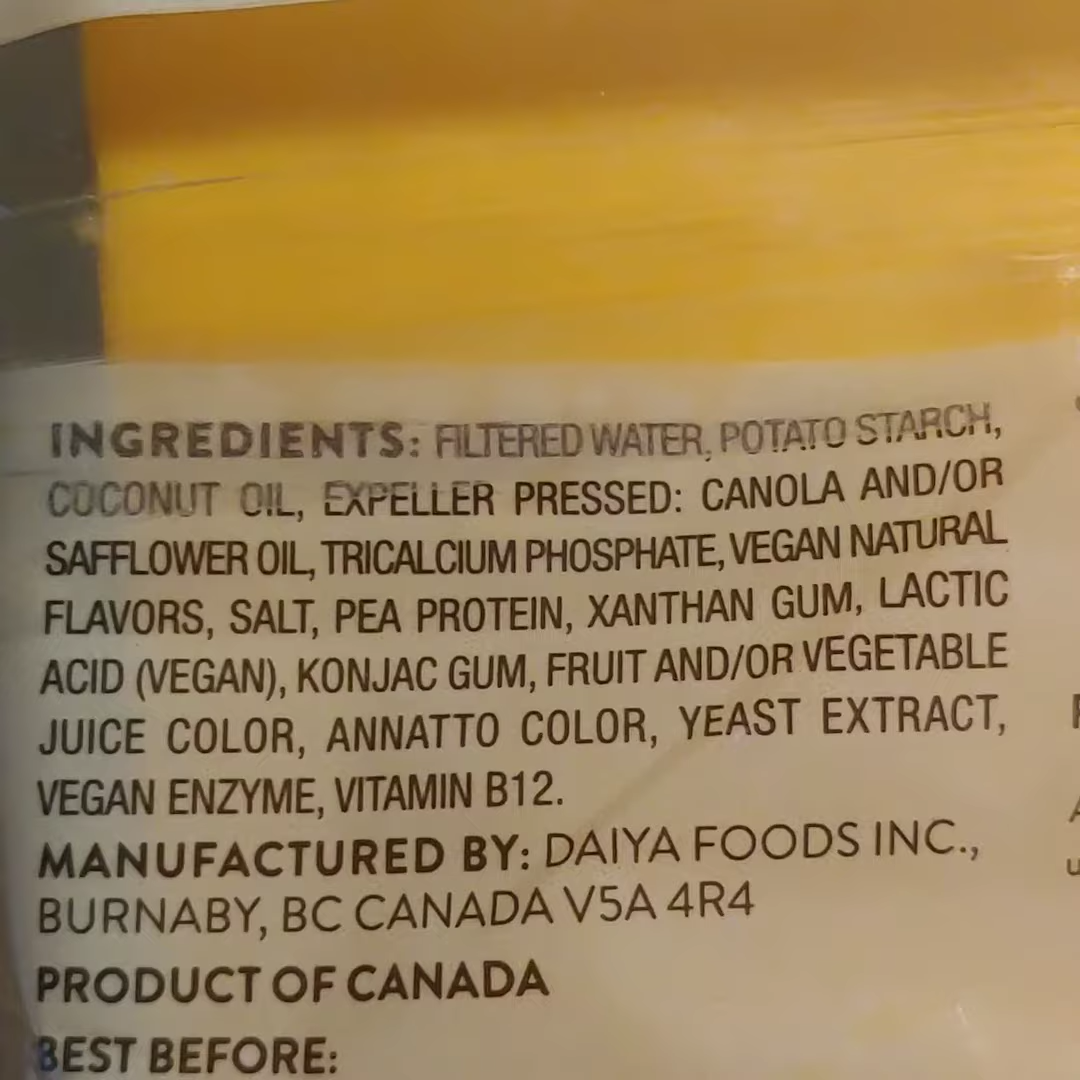 INGREDIENTS: FILTERED WATER, POTATO STARCH,
COCONUT OIL, EXPELLER PRESSED: CANOLA AND/OR
SAFFLOWER OIL, TRICALCIUM PHOSPHATE, VEGAN NATURAL
FLAVORS, SALT, PEA PROTEIN, XANTHAN GUM, LACTIC
ACID (VEGAN), KONJAC GUM, FRUIT AND/OR VEGETABLE
JUICE COLOR, ANNATTO COLOR, YEAST EXTRACT,
VEGAN ENZYME, VITAMIN B12.
MANUFACTURED BY: DAIYA FOODS INC.,
BURNABY, BC CANADA V5A 4R4
PRODUCT OF CANADA
BEST BEFORE: